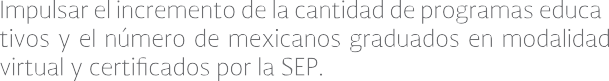 Impulsar el incremento de la cantidad de programas educa
tivos y el número de mexicanos graduados en modalidad
virtual y certificados por la SEP.